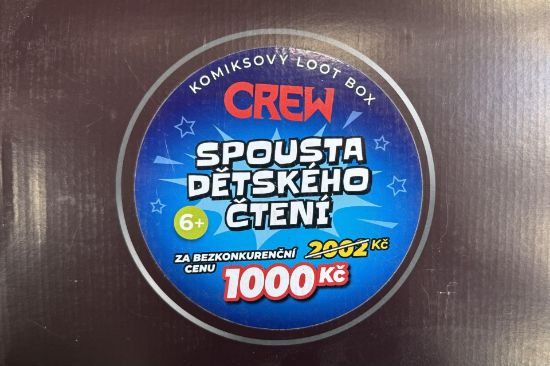 KOMIKSOVÝ LOOT BOX
CREW
SPOUSTA
DĚTSKÉHO
ČTENÍ
6+
ZA BEZKONKURENČNÍ
CENU
2002 Kč
1000 Kč